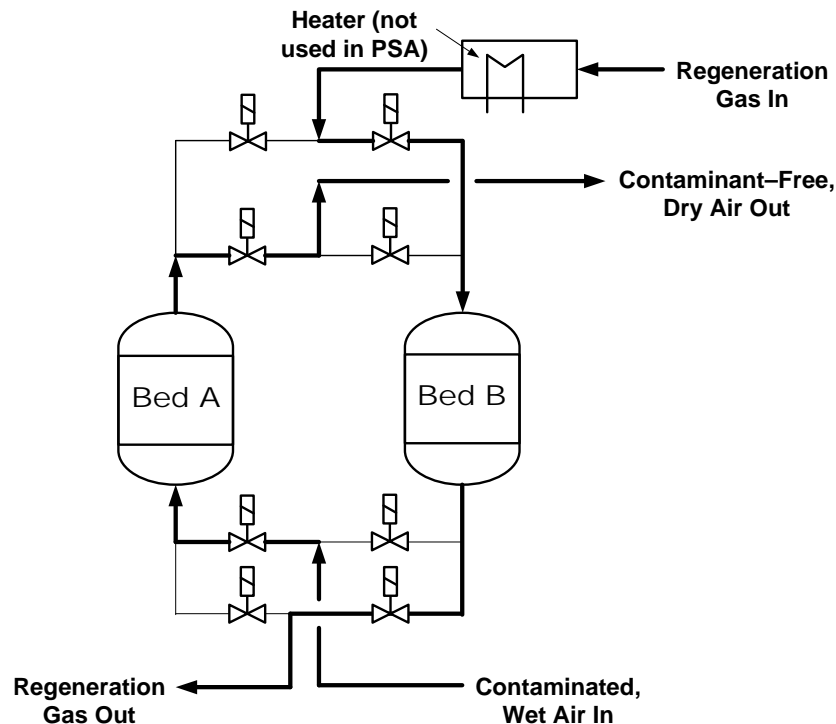 Heater (not
used in PSA)
Regeneration
Gas In
Contaminant–Free,
Dry Air Out
Bed A
Bed B
Regeneration
Gas Out
Contaminated,
Wet Air In